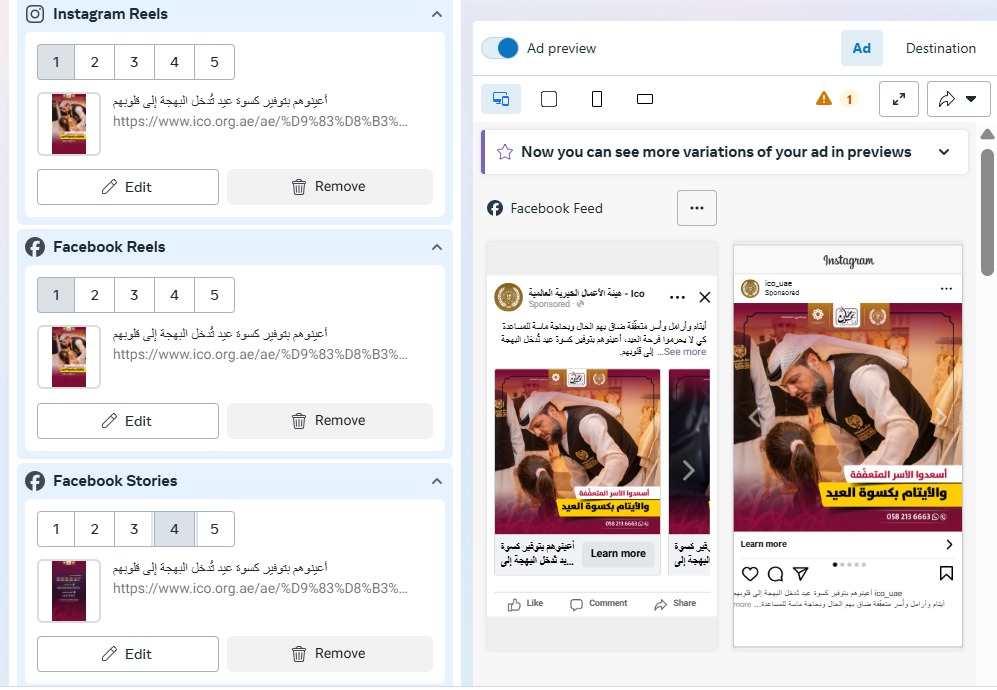 Instagram Reels
1 2 3 4 5
أعينوهم بتوفير كسوة عيد تُدخل البهجة إلى قلوبهم
https://www.ico.org.ae/ae/%D9%83%D8%B3%...
Edit
Remove
Facebook Reels
1 2 3 4 5
أعينوهم بتوفير كسوة عيد تُدخل البهجة إلى قلوبهم
https://www.ico.org.ae/ae/%D9%83%D8%B3%...
Edit
Remove
Facebook Stories
1 2 3 4 5
أعينوهم بتوفير كسوة عيد تُدخل البهجة إلى قلوبهم
https://www.ico.org.ae/ae/%D9%83%D8%B3%...
Edit
Remove
Ad preview
Ad
Destination
1
Now you can see more variations of your ad in previews
Facebook Feed
Ico - هيئة الأعمال الخيرية العالمية
Sponsored
أيتام وأرامل وأسر متعفّفة ضاق بهم الحال وبحاجة ماسة للمساعدة
كي لا يحرموا فرحة العيد، أعينوهم بتوفير كسوة عيد تُدخل البهجة
إلى قلوبهم. ...See more
أسعدوا الأسر المتعفّفة
والأيتام بكسوة العيد
058 213 6663
أعينوهم بتوفير كسوة
عيد تُدخل البهجة إلى...
Learn more
Like
Comment
Share
Instagram
ico_uae
Sponsored
أسعدوا الأسر المتعفّفة
والأيتام بكسوة العيد
058 213 6663
Learn more
ico_uae أعينوهم بتوفير كسوة عيد تُدخل البهجة إلى قلوبهم
أيتام وأرامل وأسر متعفّفة ضاق بهم الحال وبحاجة ماسة للمساعدة... more